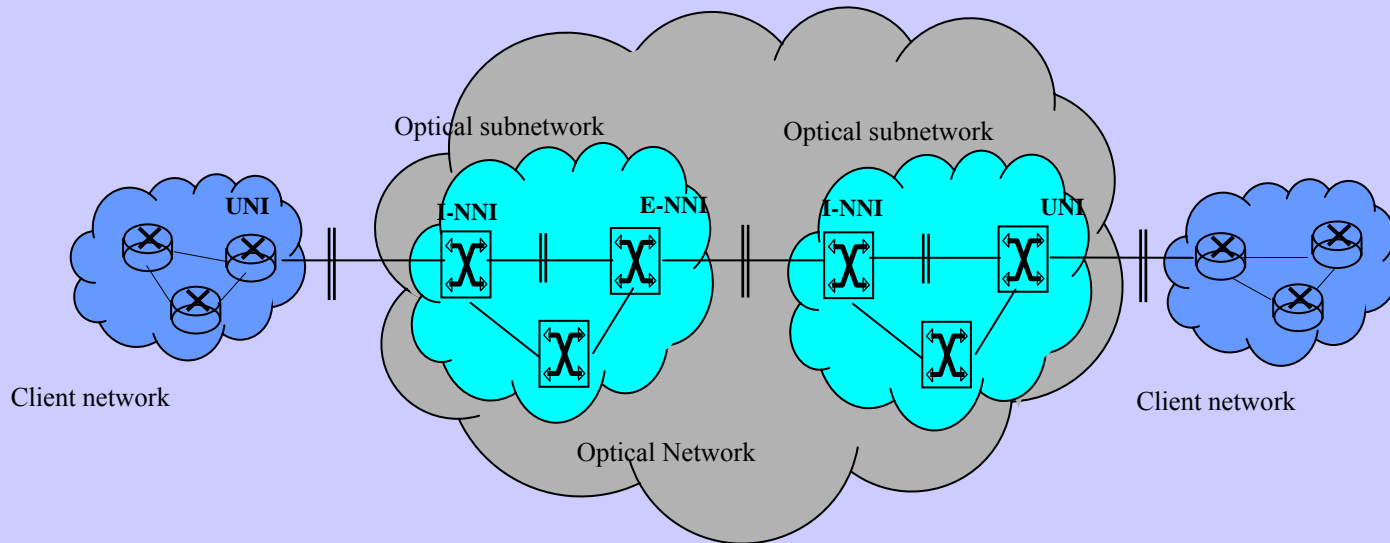 Optical subnetwork
Optical subnetwork
UNI
I-NNI
E-NNI
I-NNI
UNI
Client network
Client network
Optical Network